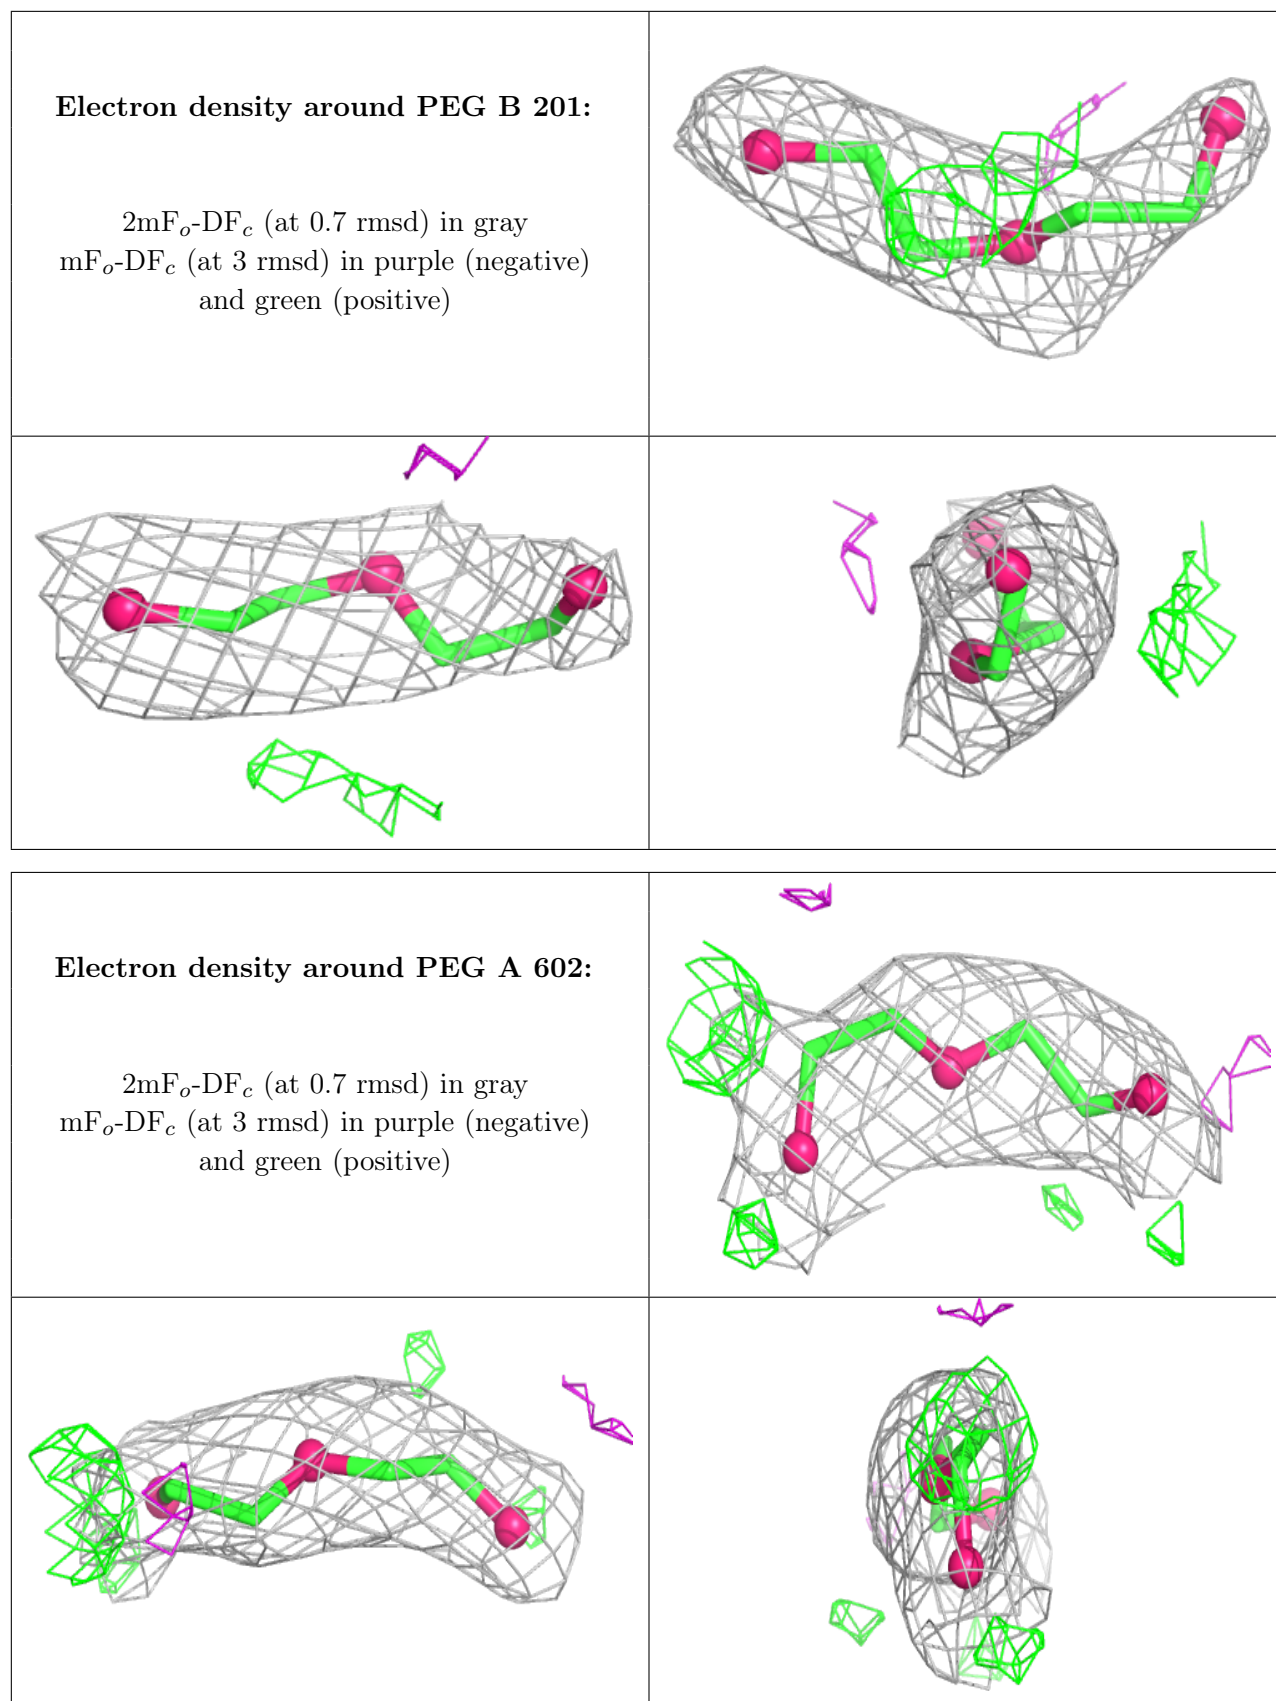 Electron density around PEG B 201:
2mFo-DFc (at 0.7 rmsd) in gray
mFo-DFc (at 3 rmsd) in purple (negative)
and green (positive)
Electron density around PEG A 602:
2mFo-DFc (at 0.7 rmsd) in gray
mFo-DFc (at 3 rmsd) in purple (negative)
and green (positive)